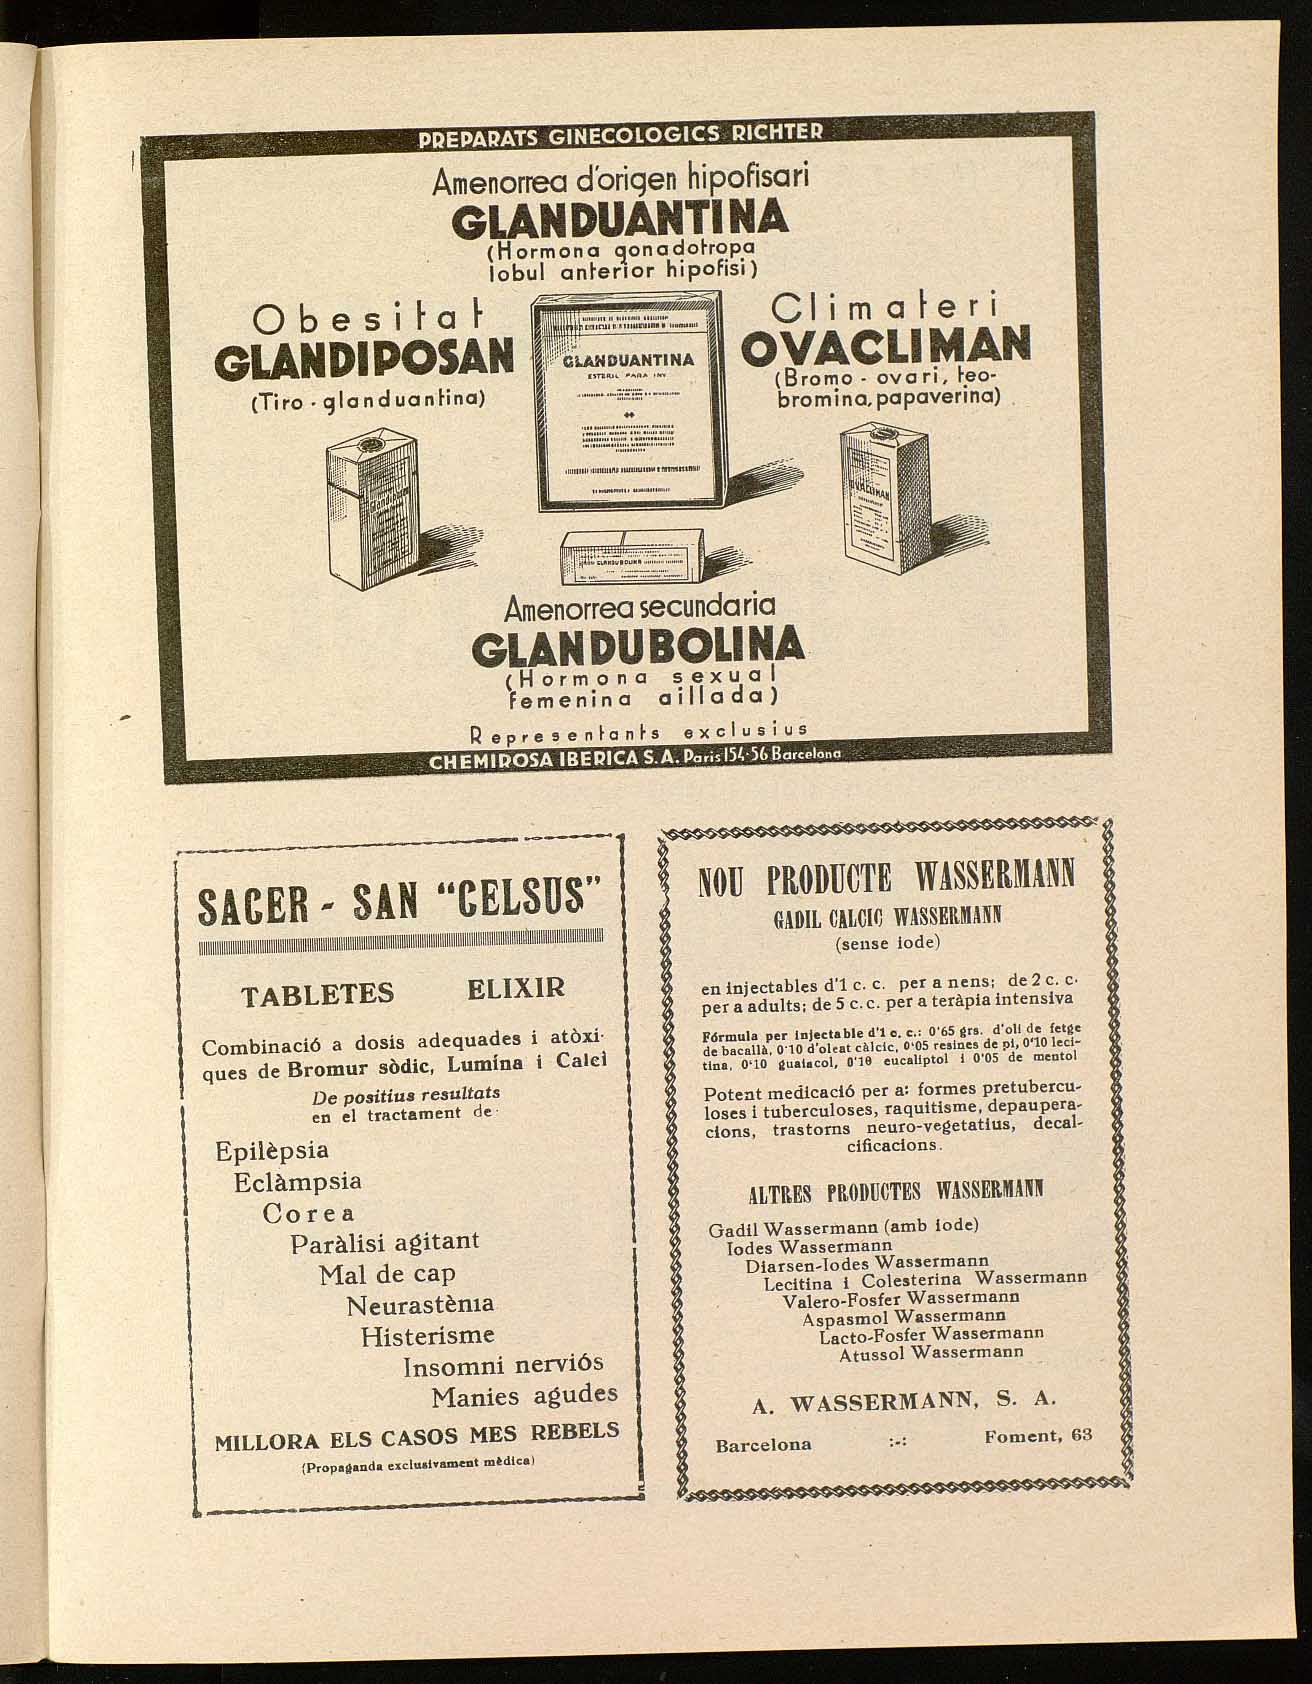 PREPARATS GINECOLOGICS RICHTER
Amenorrea d'origen hipofisari
GLANDUANTINA
(Hormona gonadotropa
lobul anterior hipofisi)
Obesitat
GLANDIPOSAN
(Tiro - glanduantina)
Climateri
OVACLIMAN
(Bromo - ovari, teo-
bromina, papaverina)
GLANDUANTINA
ESTERIL PARA INY
Glandiposan
OVACLIMAN
GLANDUBOLINA
Amenorrea secundaria
GLANDUBOLINA
(Hormona sexual
femenina aillada)
Representants exclusius
CHEMIROSA IBERICA S.A. Paris 154-56 Barcelona
SACER - SAN "CELSUS"
TABLETES ELIXIR
Combinació a dosis adequades i atòxi-
ques de Bromur sòdic, Lumina i Calci
De positius resultats
en el tractament de:
Epilèpsia
Eclàmpsia
Corea
Paràlisi agitant
Mal de cap
Neurastènia
Histerisme
Insomni nerviós
Manies agudes
MILLORA ELS CASOS MES REBELS
(Propaganda exclusivament mèdica)
NOU PRODUCTE WASSERMANN
GADIL CALCIC WASSERMANN
(sense iode)
en injectables d'1 c. c. per a nens; de 2 c. c.
per a adults; de 5 c. c. per a teràpia intensiva
Fórmula per injectable d'1 c. c.: 0'65 grs. d'oli de fetge
de bacallà, 0'10 d'oleat càlcic, 0'05 resines de pi, 0'10 leci-
tina, 0'10 guaiacol, 0'10 eucaliptol i 0'05 de mentol
Potent medicació per a: formes pretubercu-
loses i tuberculoses, raquitisme, depaupera-
cions, trastorns neuro-vegetatius, decal-
cificacions.
ALTRES PRODUCTES WASSERMANN
Gadil Wassermann (amb iode)
Iodes Wassermann
Diarsen-Iodes Wassermann
Lecitina i Colesterina Wassermann
Valero-Fosfer Wassermann
Aspasmol Wassermann
Lacto-Fosfer Wassermann
Atussol Wassermann
A. WASSERMANN, S. A.
Barcelona :-: Foment, 63